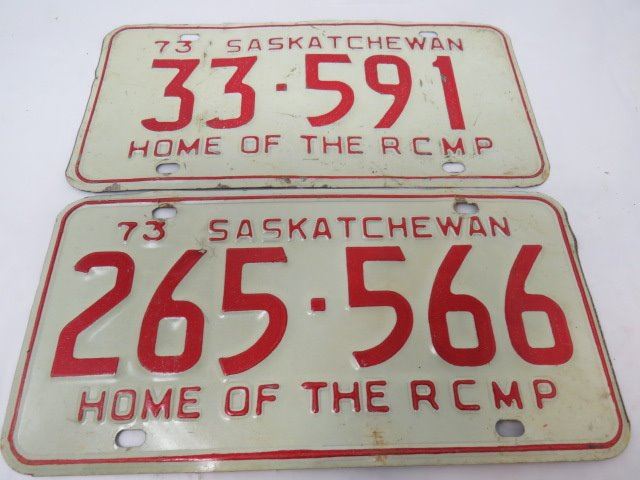 73 SASKATCHEWAN
33·591
HOME OF THE RCMP
73 SASKATCHEWAN
265·566
HOME OF THE RCMP